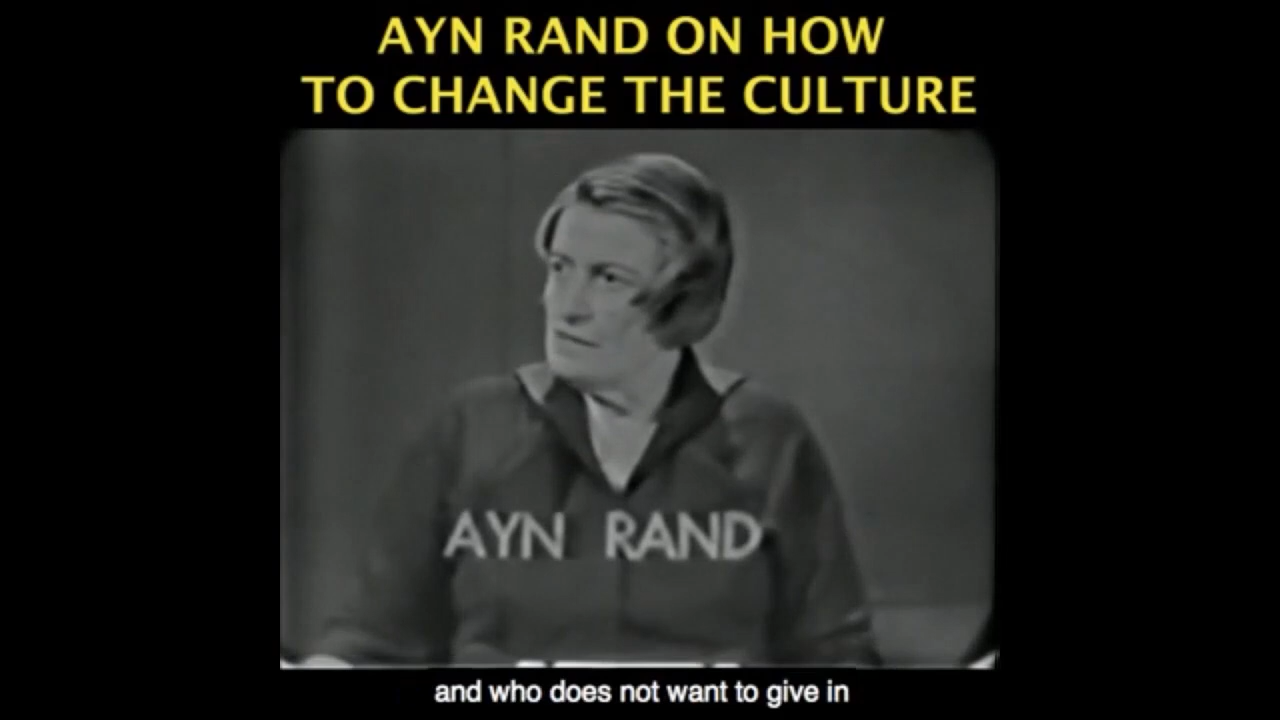 AYN RAND ON HOW
TO CHANGE THE CULTURE
AYN RAND
and who does not want to give in